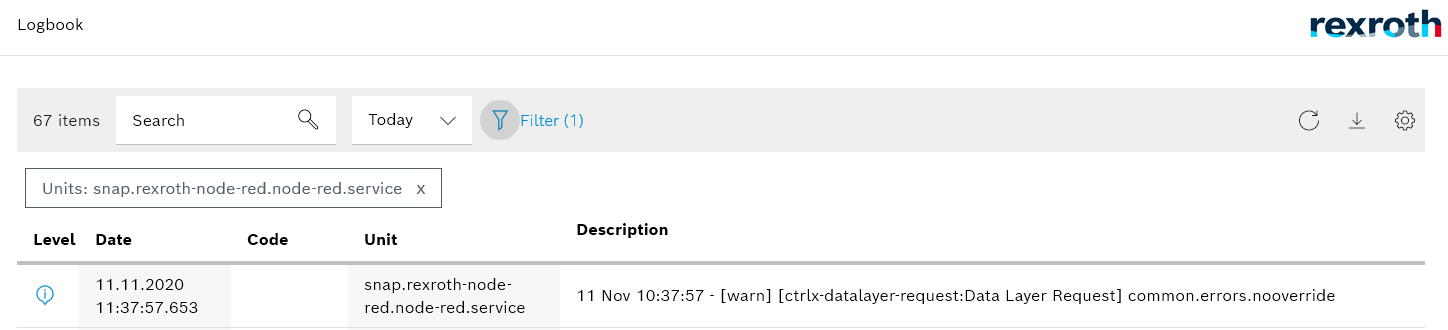 Logbook
rexroth
67 items
Search
Today
Filter (1)
Units: snap.rexroth-node-red.node-red.service x
Level Date Code Unit Description
11.11.2020
11:37:57.653
snap.rexroth-node-
red.node-red.service
11 Nov 10:37:57 - [warn] [ctrlx-datalayer-request:Data Layer Request] common.errors.nooverride